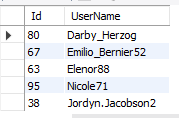 Id UserName
80 Darby_Herzog
67 Emilio_Bernier52
63 Elenor88
95 Nicole71
38 Jordyn.Jacobson2